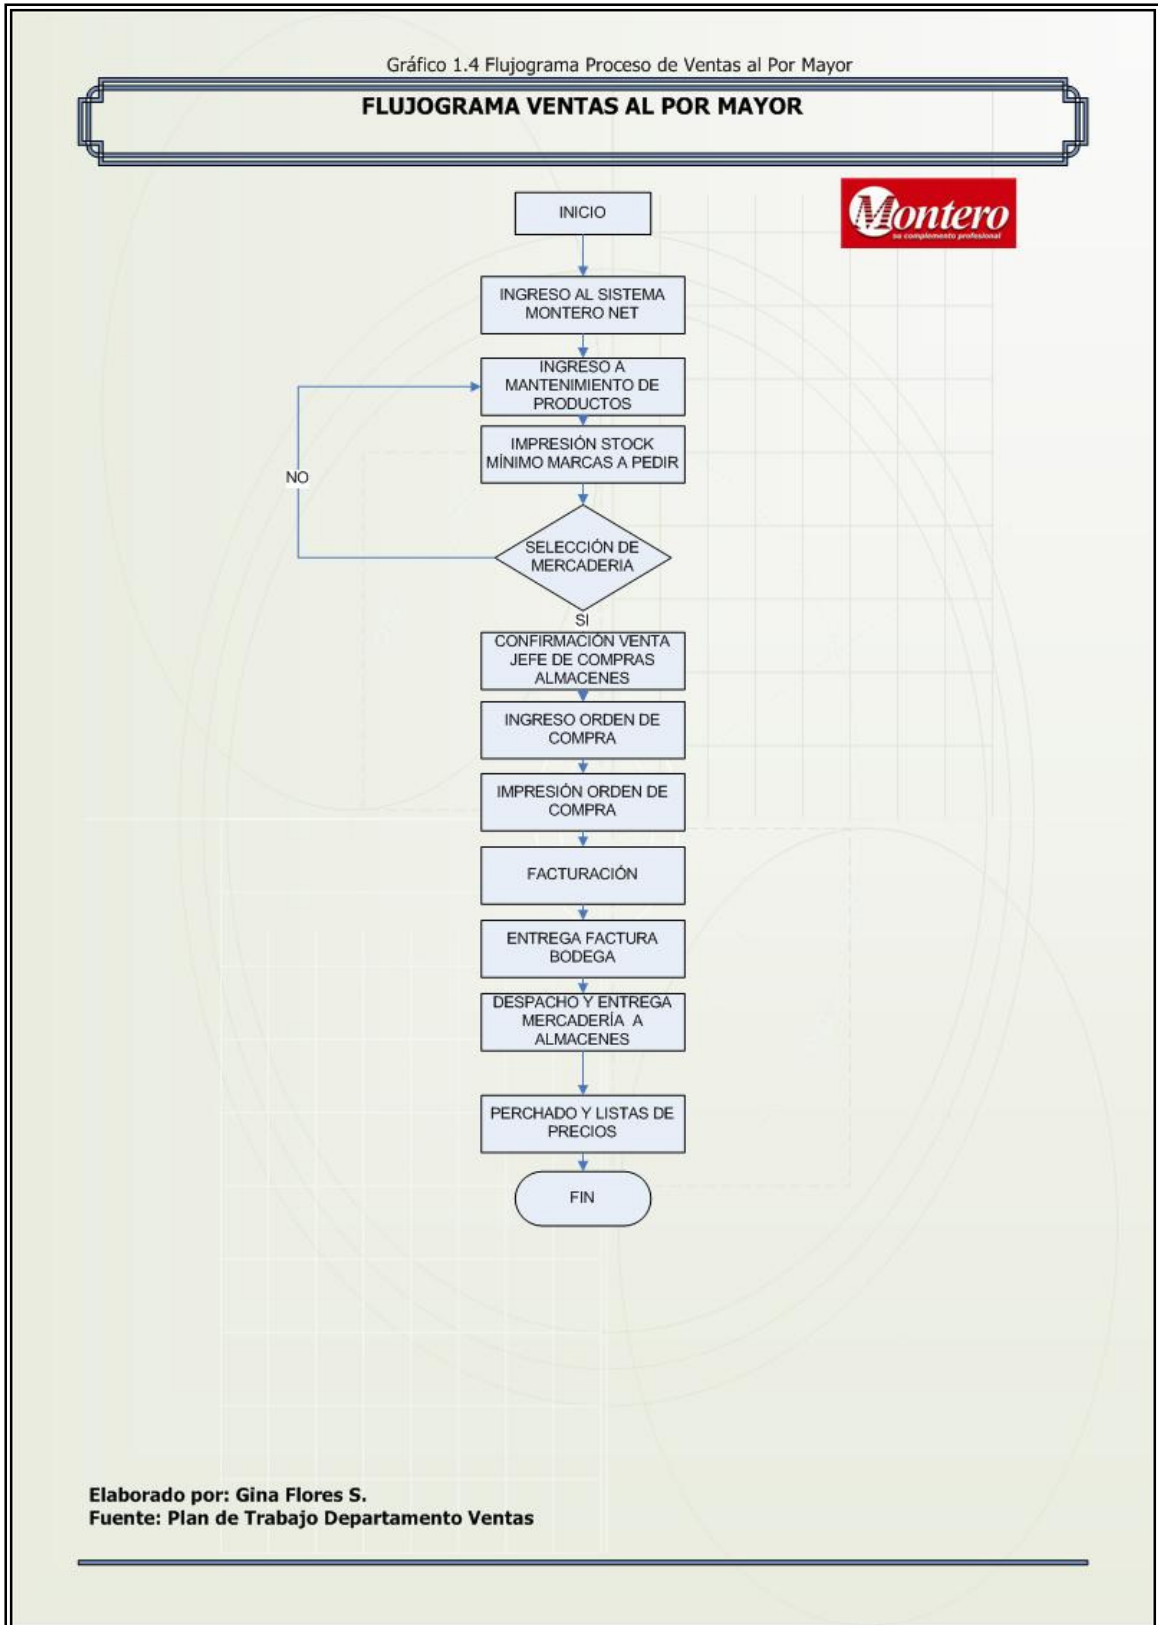 Gráfico 1.4 Flujograma Proceso de Ventas al Por Mayor
FLUJOGRAMA VENTAS AL POR MAYOR
Montero
su complemento profesional
INICIO
INGRESO AL SISTEMA
MONTERO NET
INGRESO A
MANTENIMIENTO DE
PRODUCTOS
IMPRESIÓN STOCK
MÍNIMO MARCAS A PEDIR
NO
SELECCIÓN DE
MERCADERIA
SI
CONFIRMACIÓN VENTA
JEFE DE COMPRAS
ALMACENES
INGRESO ORDEN DE
COMPRA
IMPRESIÓN ORDEN DE
COMPRA
FACTURACIÓN
ENTREGA FACTURA
BODEGA
DESPACHO Y ENTREGA
MERCADERÍA A
ALMACENES
PERCHADO Y LISTAS DE
PRECIOS
FIN
Elaborado por: Gina Flores S.
Fuente: Plan de Trabajo Departamento Ventas